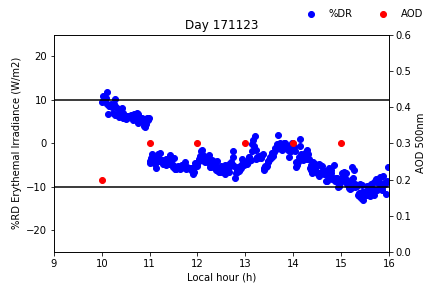 %DR AOD
Day 171123
%RD Erythemal Irradiance (W/m2)
20
10
0
−10
−20
0.6
0.5
0.4
0.3
0.2
0.1
0.0
AOD 500nm
9 10 11 12 13 14 15 16
Local hour (h)